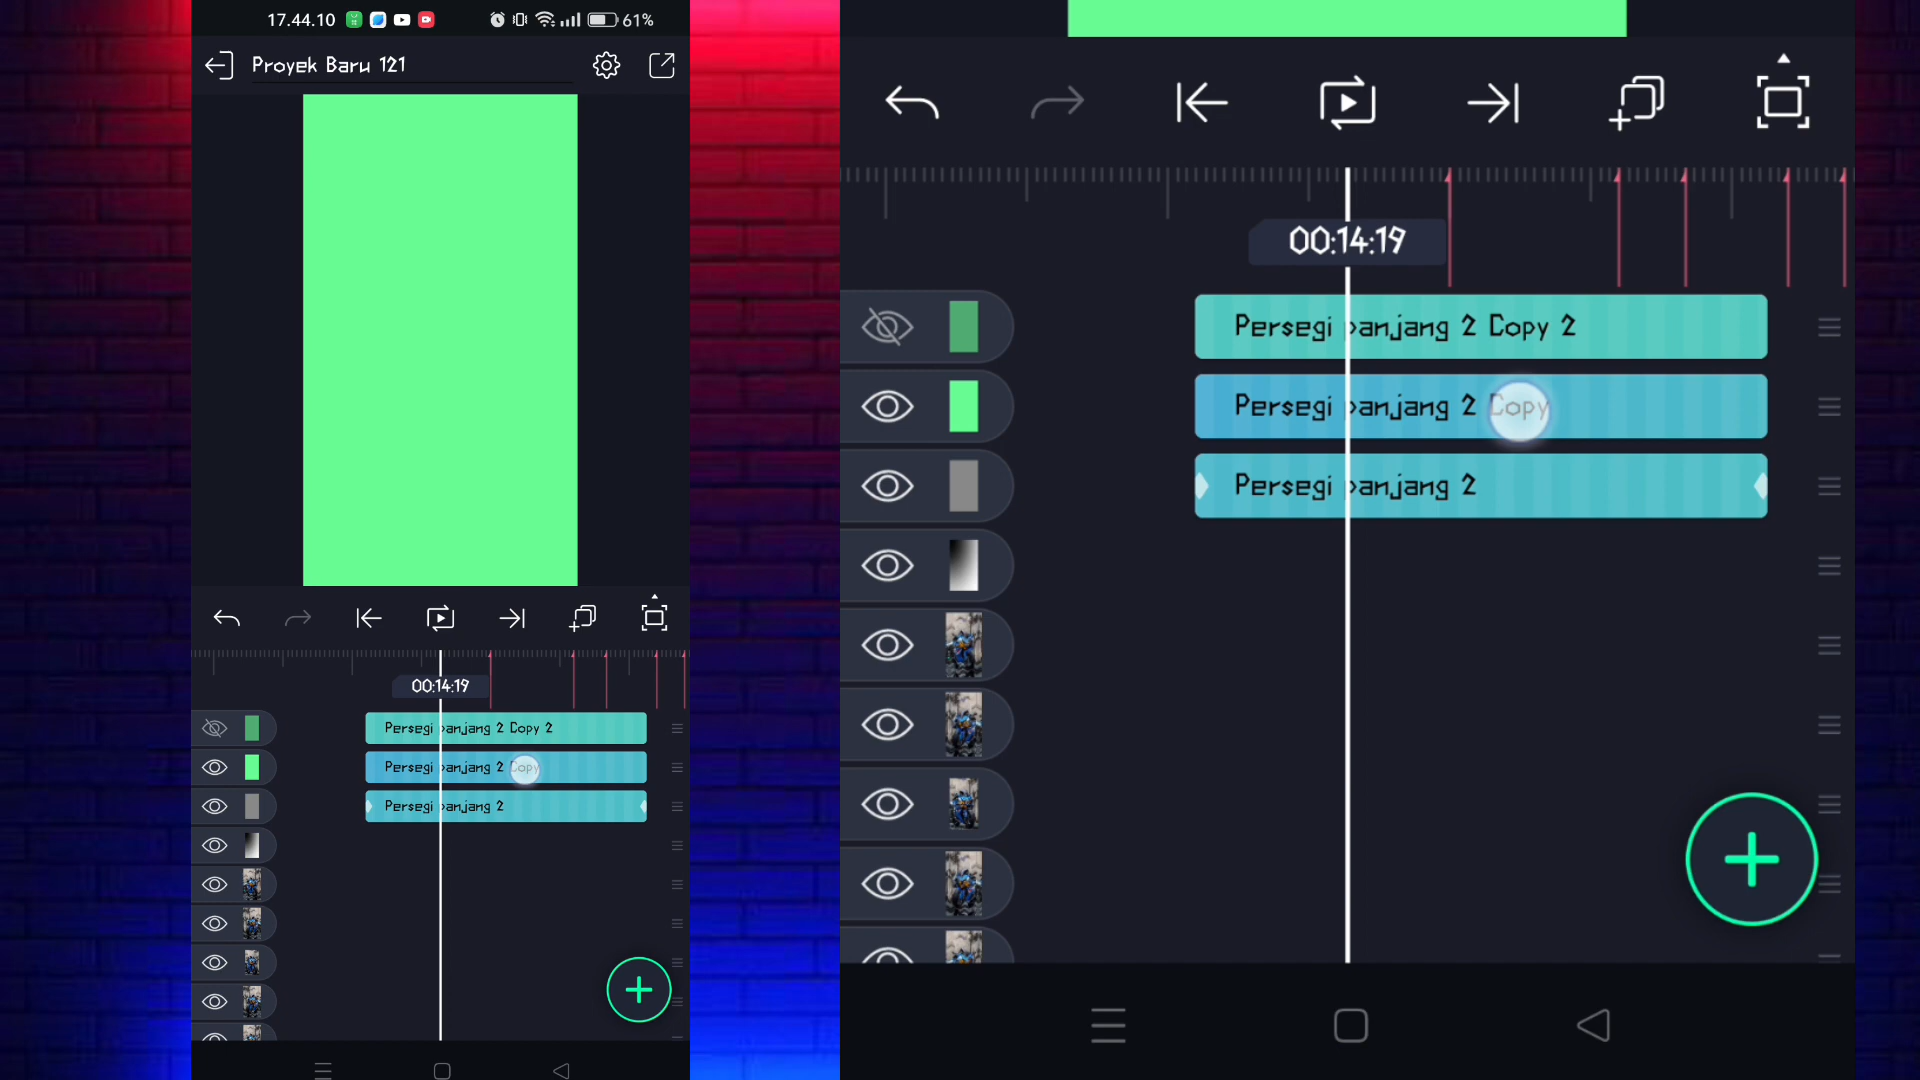 17.44.10
61%
Proyek Baru 121
00:14:19
Persegi panjang 2 Copy 2
Persegi panjang 2 Copy
Persegi panjang 2
00:14:19
Persegi panjang 2 Copy 2
Persegi panjang 2 Copy
Persegi panjang 2